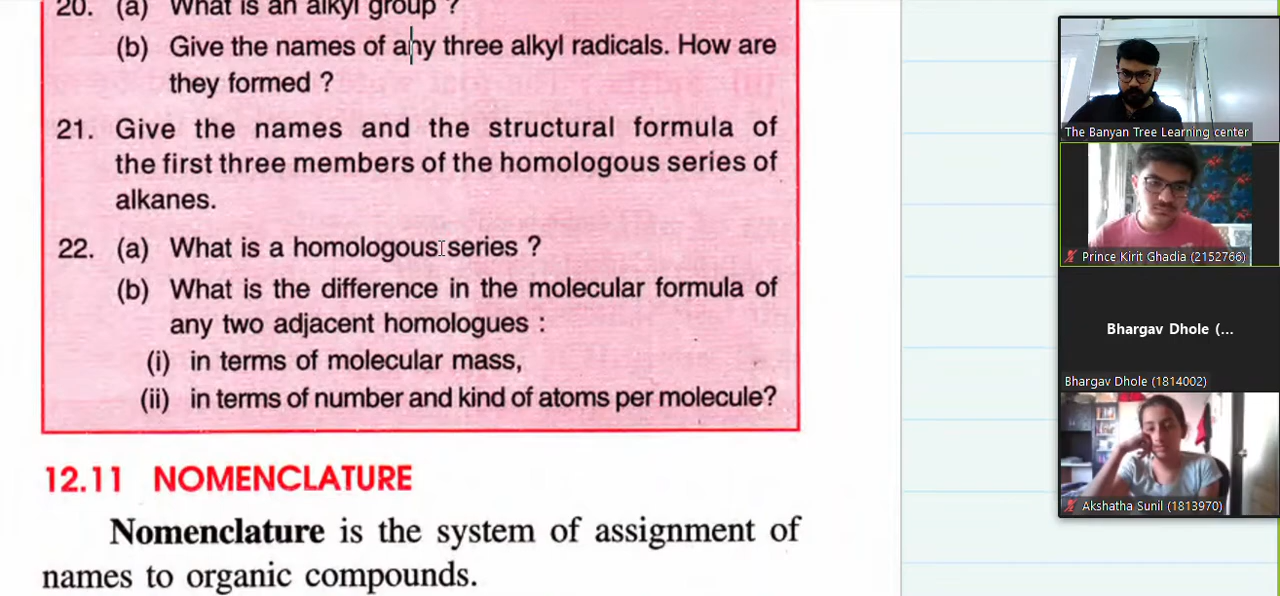 20. (a) What is an alkyl group ?
(b) Give the names of any three alkyl radicals. How are
they formed ?
21. Give the names and the structural formula of
the first three members of the homologous series of
alkanes.
22. (a) What is a homologous series ?
(b) What is the difference in the molecular formula of
any two adjacent homologues :
(i) in terms of molecular mass,
(ii) in terms of number and kind of atoms per molecule?
12.11 NOMENCLATURE
Nomenclature is the system of assignment of
names to organic compounds.
The Banyan Tree Learning center
Prince Kirit Ghadia (2152766)
Bhargav Dhole (...
Bhargav Dhole (1814002)
Akshatha Sunil (1813970)